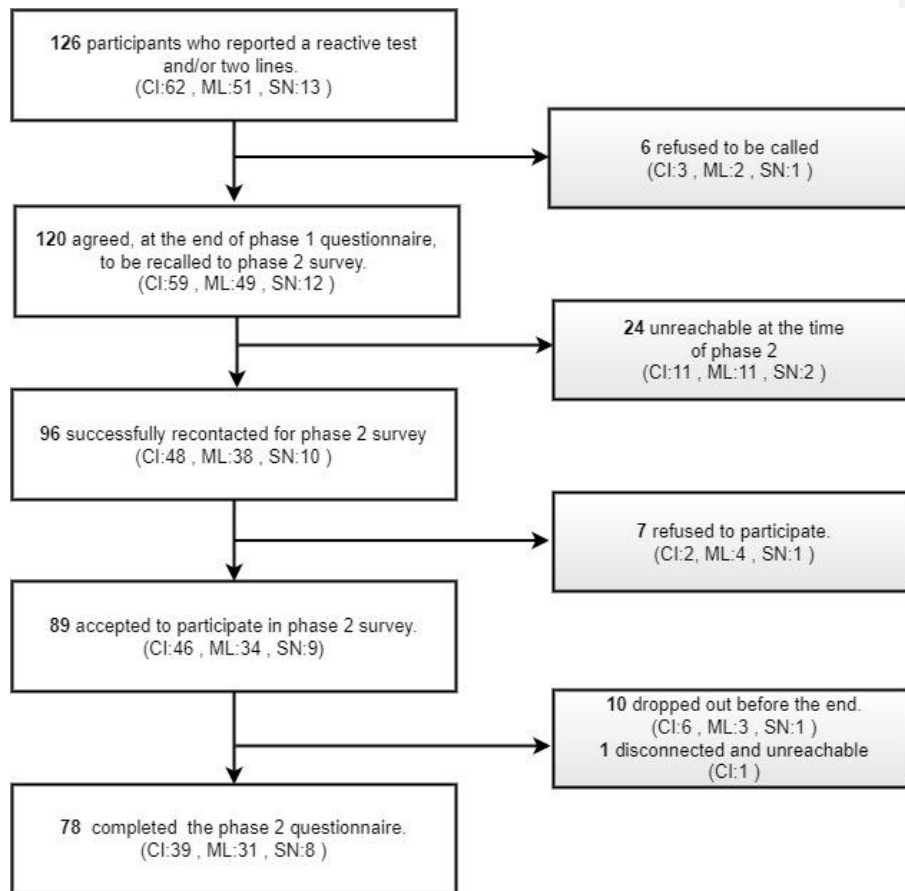 126 participants who reported a reactive test
and/or two lines.
(CI:62 , ML:51 , SN:13 )
6 refused to be called
(CI:3 , ML:2 , SN:1 )
120 agreed, at the end of phase 1 questionnaire,
to be recalled to phase 2 survey.
(CI:59 , ML:49 , SN:12 )
24 unreachable at the time
of phase 2
(CI:11 , ML:11 , SN:2 )
96 successfully recontacted for phase 2 survey
(CI:48 , ML:38 , SN:10 )
7 refused to participate.
(CI:2, ML:4 , SN:1 )
89 accepted to participate in phase 2 survey.
(CI:46 , ML:34 , SN:9)
10 dropped out before the end.
(CI:6 , ML:3 , SN:1 )
1 disconnected and unreachable
(CI:1 )
78 completed the phase 2 questionnaire.
(CI:39 , ML:31 , SN:8 )